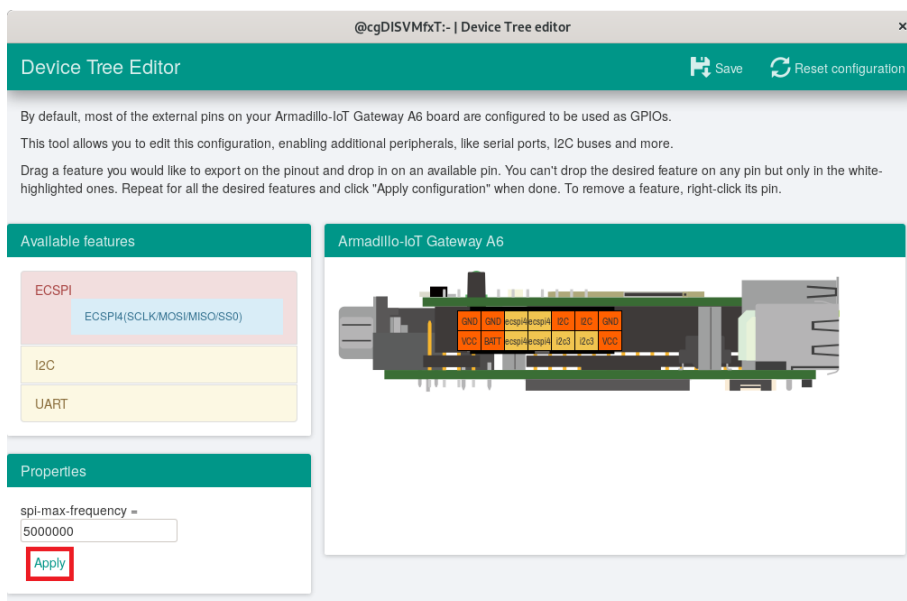 @cgDISVMfxT:~ | Device Tree editor
×
Device Tree Editor
Save
Reset configuration
By default, most of the external pins on your Armadillo-IoT Gateway A6 board are configured to be used as GPIOs.
This tool allows you to edit this configuration, enabling additional peripherals, like serial ports, I2C buses and more.
Drag a feature you would like to export on the pinout and drop in on an available pin. You can't drop the desired feature on any pin but only in the white-
highlighted ones. Repeat for all the desired features and click "Apply configuration" when done. To remove a feature, right-click its pin.
Available features
ECSPI
ECSPI4(SCLK/MOSI/MISO/SS0)
I2C
UART
Properties
spi-max-frequency =
5000000
Apply
Armadillo-IoT Gateway A6
GND GND ecspi4 ecspi4 I2C I2C GND
VCC BATT ecspi4 ecspi4 i2c3 i2c3 VCC